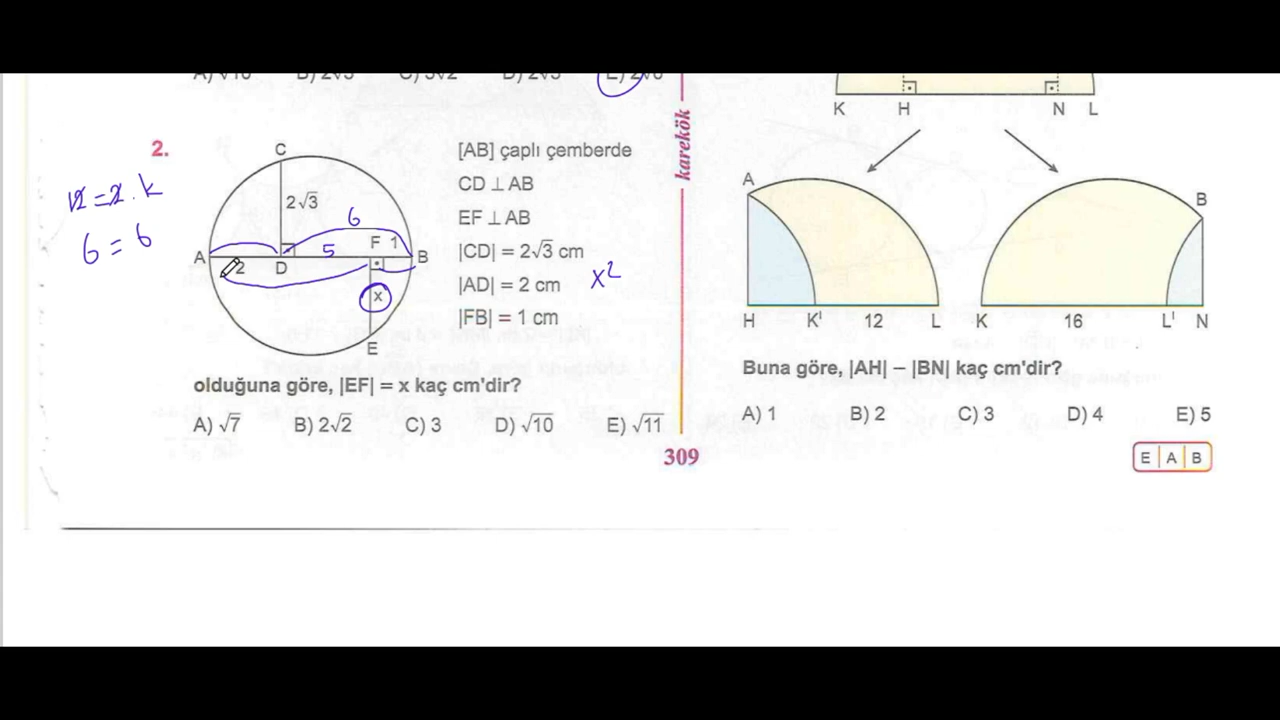 2.
C
2√3
6
F 1
A
5
B
2
D
x
E
12 = 2 . k
6 = 6
[AB] çaplı çemberde
CD ⊥ AB
EF ⊥ AB
|CD| = 2√3 cm
|AD| = 2 cm
|FB| = 1 cm
x²
olduğuna göre, |EF| = x kaç cm'dir?
A) √7 B) 2√2 C) 3 D) √10 E) √11
karekök
309
K H N L
A
B
H K' 12 L K 16 L' N
Buna göre, |AH| − |BN| kaç cm'dir?
A) 1 B) 2 C) 3 D) 4 E) 5
E | A | B